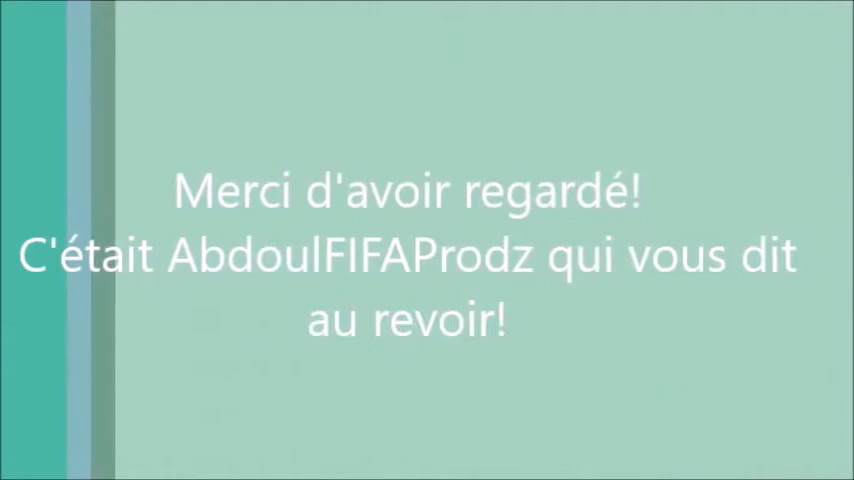 Merci d'avoir regardé!
C'était AbdoulFIFAProdz qui vous dit
au revoir!